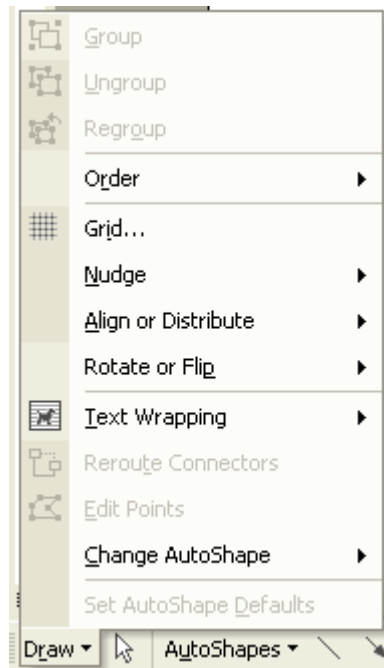 Group
Ungroup
Regroup
Order
Grid...
Nudge
Align or Distribute
Rotate or Flip
Text Wrapping
Reroute Connectors
Edit Points
Change AutoShape
Set AutoShape Defaults
Draw AutoShapes